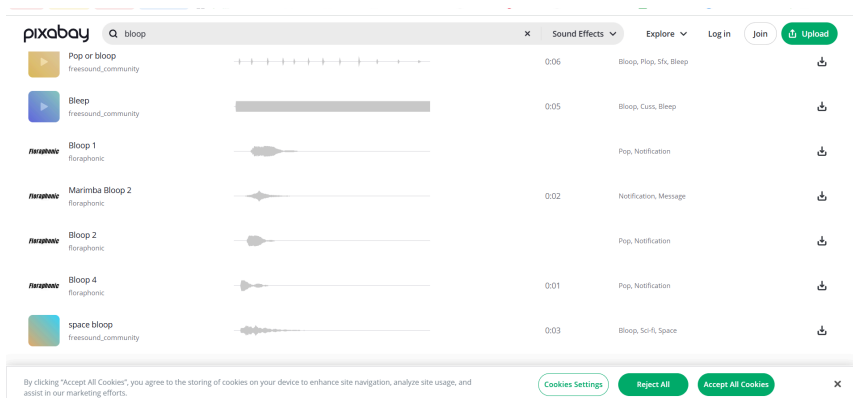 pixabay
bloop
Sound Effects
Explore
Log in
Join
Upload
Pop or bloop
freesound_community
0:06
Bloop, Plop, Sfx, Bleep
Bleep
freesound_community
0:05
Bloop, Cuss, Bleep
Floraphonic
Bloop 1
floraphonic
Pop, Notification
Floraphonic
Marimba Bloop 2
floraphonic
0:02
Notification, Message
Floraphonic
Bloop 2
floraphonic
Pop, Notification
Floraphonic
Bloop 4
floraphonic
0:01
Pop, Notification
space bloop
freesound_community
0:03
Bloop, Sci-fi, Space
By clicking "Accept All Cookies", you agree to the storing of cookies on your device to enhance site navigation, analyze site usage, and
assist in our marketing efforts.
Cookies Settings
Reject All
Accept All Cookies